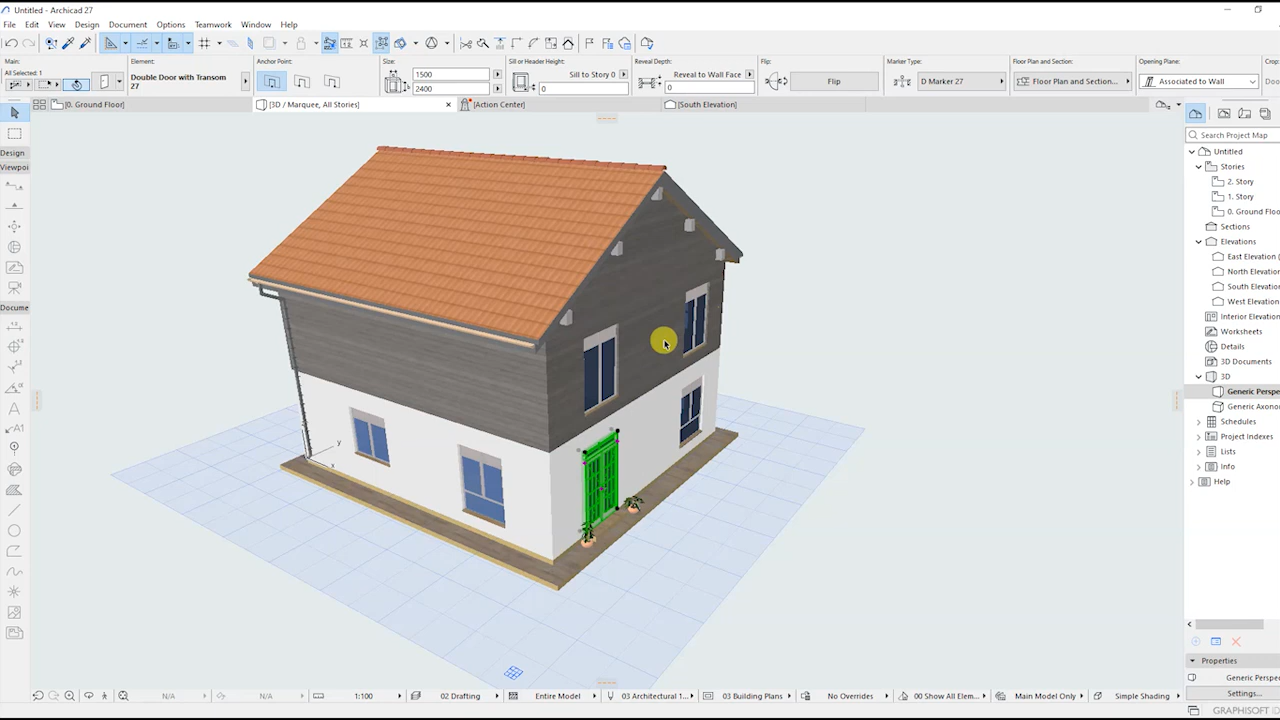 Untitled - Archicad 27
File Edit View Design Document Options Teamwork Window Help
Main:
All Selected: 1
Element:
Double Door with Transom 27
Anchor Point:
Size:
1500
2400
Sill or Header Height:
Sill to Story 0
0
Reveal Depth:
Reveal to Wall Face
0
Flip:
Flip
Marker Type:
D Marker 27
Floor Plan and Section:
Floor Plan and Section...
Opening Plane:
Associated to Wall
Crop:
[0. Ground Floor]
[3D / Marquee, All Stories]
[Action Center]
[South Elevation]
Design
Viewpoi
Docume
Search Project Map
Untitled
Stories
2. Story
1. Story
0. Ground Floor
Sections
Elevations
East Elevation (
North Elevation
South Elevation
West Elevation
Interior Elevation
Worksheets
Details
3D Documents
3D
Generic Perspe
Generic Axono
Schedules
Project Indexes
Lists
Info
Help
y
x
N/A
N/A
1:100
02 Drafting
Entire Model
03 Architectural 1...
03 Building Plans
No Overrides
00 Show All Elem...
Main Model Only
Simple Shading
Properties
Generic Perspe
Settings...
GRAPHISOFT ID